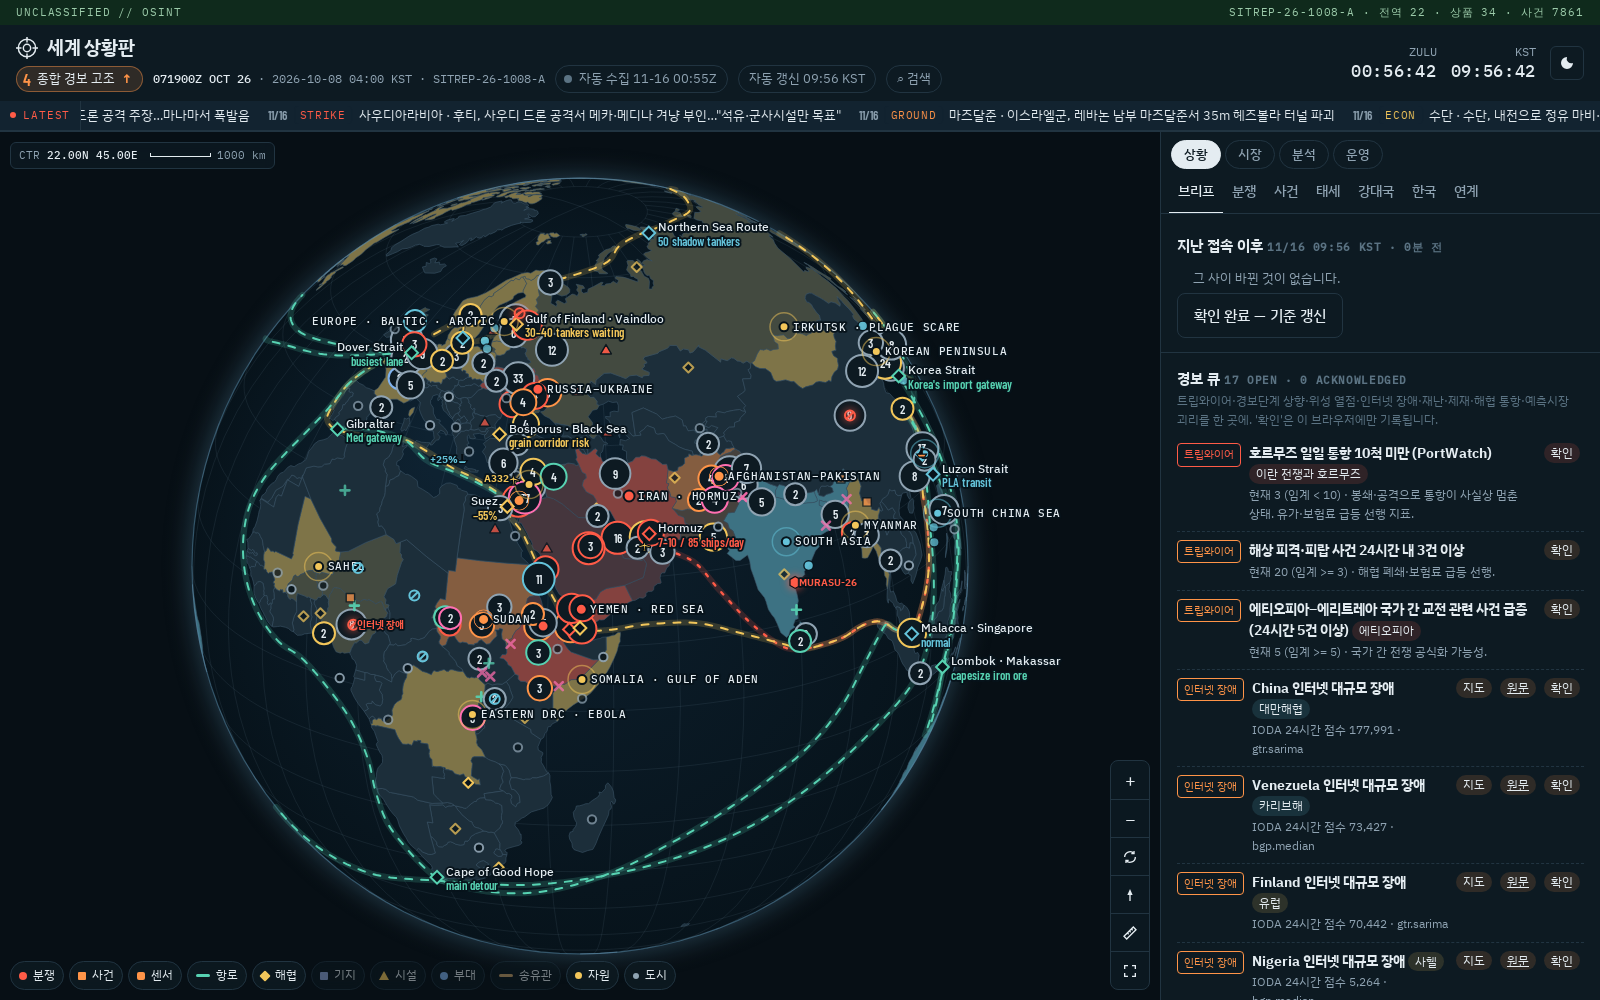 UNCLASSIFIED // OSINT
SITREP-26-1008-A · 전역 22 · 상품 34 · 사건 7861
세계 상황판
4 종합 경보 고조 ↑
071900Z OCT 26 · 2026-10-08 04:00 KST · SITREP-26-1008-A
자동 수집 11-16 00:55Z
자동 갱신 09:56 KST
검색
ZULU
00:56:42
KST
09:56:42
LATEST
드론 공격 주장…마나마서 폭발음
11/16 STRIKE 사우디아라비아 · 후티, 사우디 드론 공격서 메카·메디나 겨냥 부인…"석유·군사시설만 목표"
11/16 GROUND 마즈달준 · 이스라엘군, 레바논 남부 마즈달준서 35m 헤즈볼라 터널 파괴
11/16 ECON 수단 · 수단, 내전으로 정유 마비·
CTR 22.00N 45.00E
1000 km
Northern Sea Route
50 shadow tankers
EUROPE · BALTIC · ARCTIC
Gulf of Finland · Vaindloo
30-40 tankers waiting
Dover Strait
busiest lane
IRKUTSK · PLAGUE SCARE
KOREAN PENINSULA
Korea Strait
Korea's import gateway
RUSSIA-UKRAINE
Gibraltar
Med gateway
Bosporus · Black Sea
grain corridor risk
+25%
A332
Suez
-55%
AFGHANISTAN-PAKISTAN
IRAN · HORMUZ
Hormuz
7-10 / 85 ships/day
Luzon Strait
PLA transit
SOUTH CHINA SEA
MYANMAR
SOUTH ASIA
MURASU-26
SAHEL
인터넷 장애
SUDAN
YEMEN · RED SEA
Malacca · Singapore
normal
Lombok · Makassar
capesize iron ore
SOMALIA · GULF OF ADEN
EASTERN DRC · EBOLA
Cape of Good Hope
main detour
분쟁
사건
센서
항로
해협
기지
시설
부대
송유관
자원
도시
상황
시장
분석
운영
브리프
분쟁
사건
태세
강대국
한국
연계
지난 접속 이후 11/16 09:56 KST · 0분 전
그 사이 바뀐 것이 없습니다.
확인 완료 — 기준 갱신
경보 큐 17 OPEN · 0 ACKNOWLEDGED
트립와이어·경보단계 상향·위성 열점·인터넷 장애·재난·제재·해협 통항·예측시장
괴리를 한 곳에. '확인'은 이 브라우저에만 기록됩니다.
트립와이어
호르무즈 일일 통항 10척 미만 (PortWatch)
확인
이란 전쟁과 호르무즈
현재 3 (임계 < 10) · 봉쇄·공격으로 통항이 사실상 멈춘
상태. 유가·보험료 급등 선행 지표.
트립와이어
해상 피격·피랍 사건 24시간 내 3건 이상
확인
현재 20 (임계 >= 3) · 해협 폐쇄·보험료 급등 선행.
트립와이어
에티오피아–에리트레아 국가 간 교전 관련 사건 급증
(24시간 5건 이상) 에티오피아
확인
현재 5 (임계 >= 5) · 국가 간 전쟁 공식화 가능성.
인터넷 장애
China 인터넷 대규모 장애
지도 원문 확인
대만해협
IODA 24시간 점수 177,991 ·
gtr.sarima
인터넷 장애
Venezuela 인터넷 대규모 장애
지도 원문 확인
카리브해
IODA 24시간 점수 73,427 ·
bgp.median
인터넷 장애
Finland 인터넷 대규모 장애
지도 원문 확인
유럽
IODA 24시간 점수 70,442 · gtr.sarima
인터넷 장애
Nigeria 인터넷 대규모 장애 사헬
지도 원문 확인
IODA 24시간 점수 5,264 ·